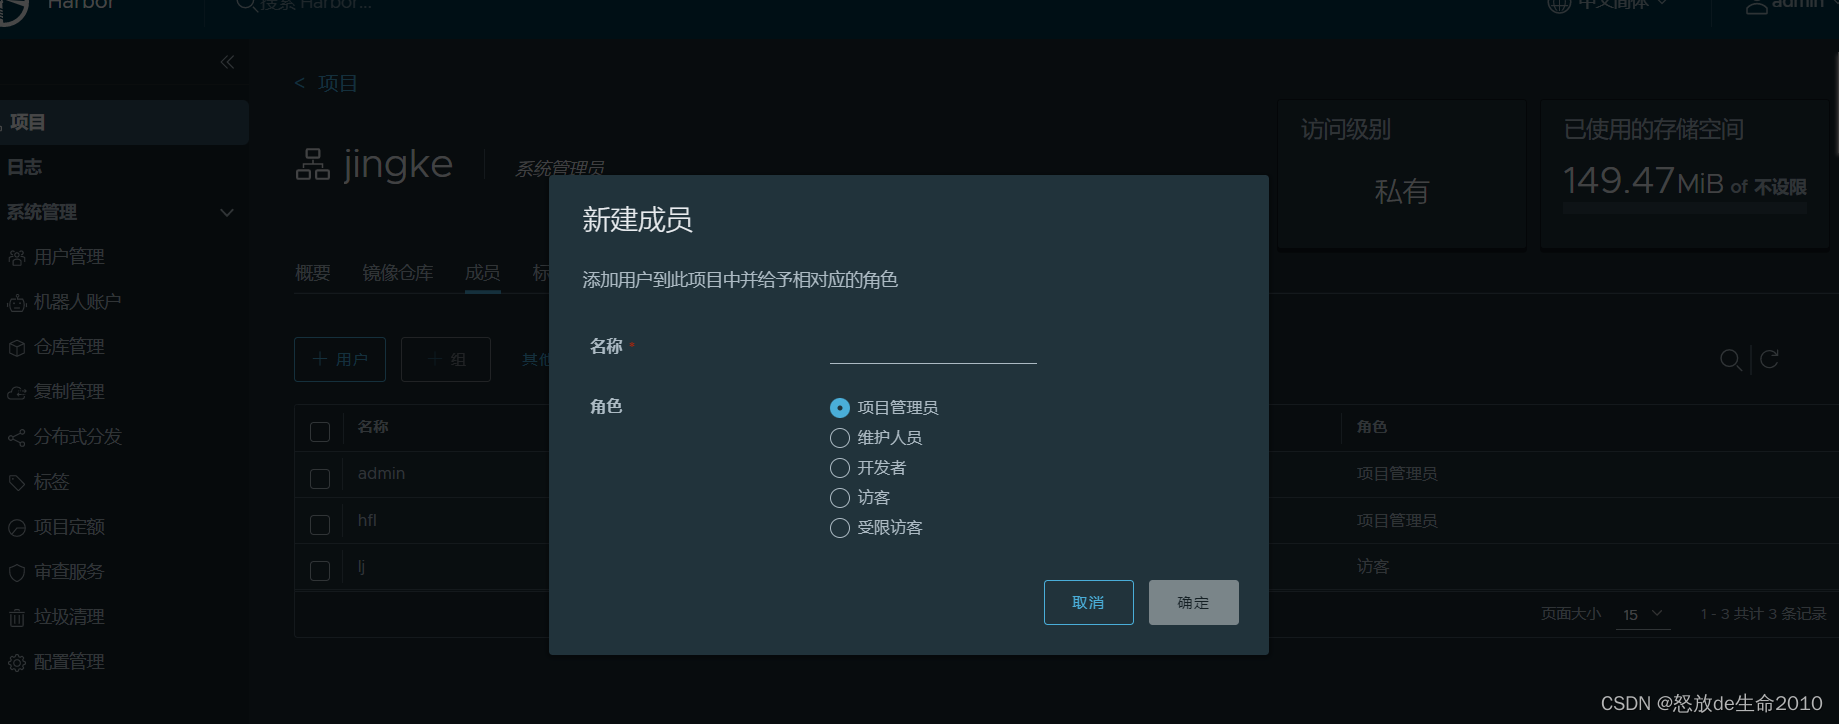 Harbor
搜索 Harbor...
中文简体
admin
项目
日志
系统管理
用户管理
机器人账户
仓库管理
复制管理
分布式分发
标签
项目定额
审查服务
垃圾清理
配置管理
< 项目
jingke
系统管理员
访问级别
私有
已使用的存储空间
149.47MiB of 不设限
概要 镜像仓库 成员 标
+ 用户 + 组 其他
名称 角色
admin 项目管理员
hfl 项目管理员
lj 访客
页面大小 15 1 - 3 共计 3 条记录
新建成员
添加用户到此项目中并给予相对应的角色
名称 *
角色
项目管理员
维护人员
开发者
访客
受限访客
取消 确定
CSDN @怒放de生命2010